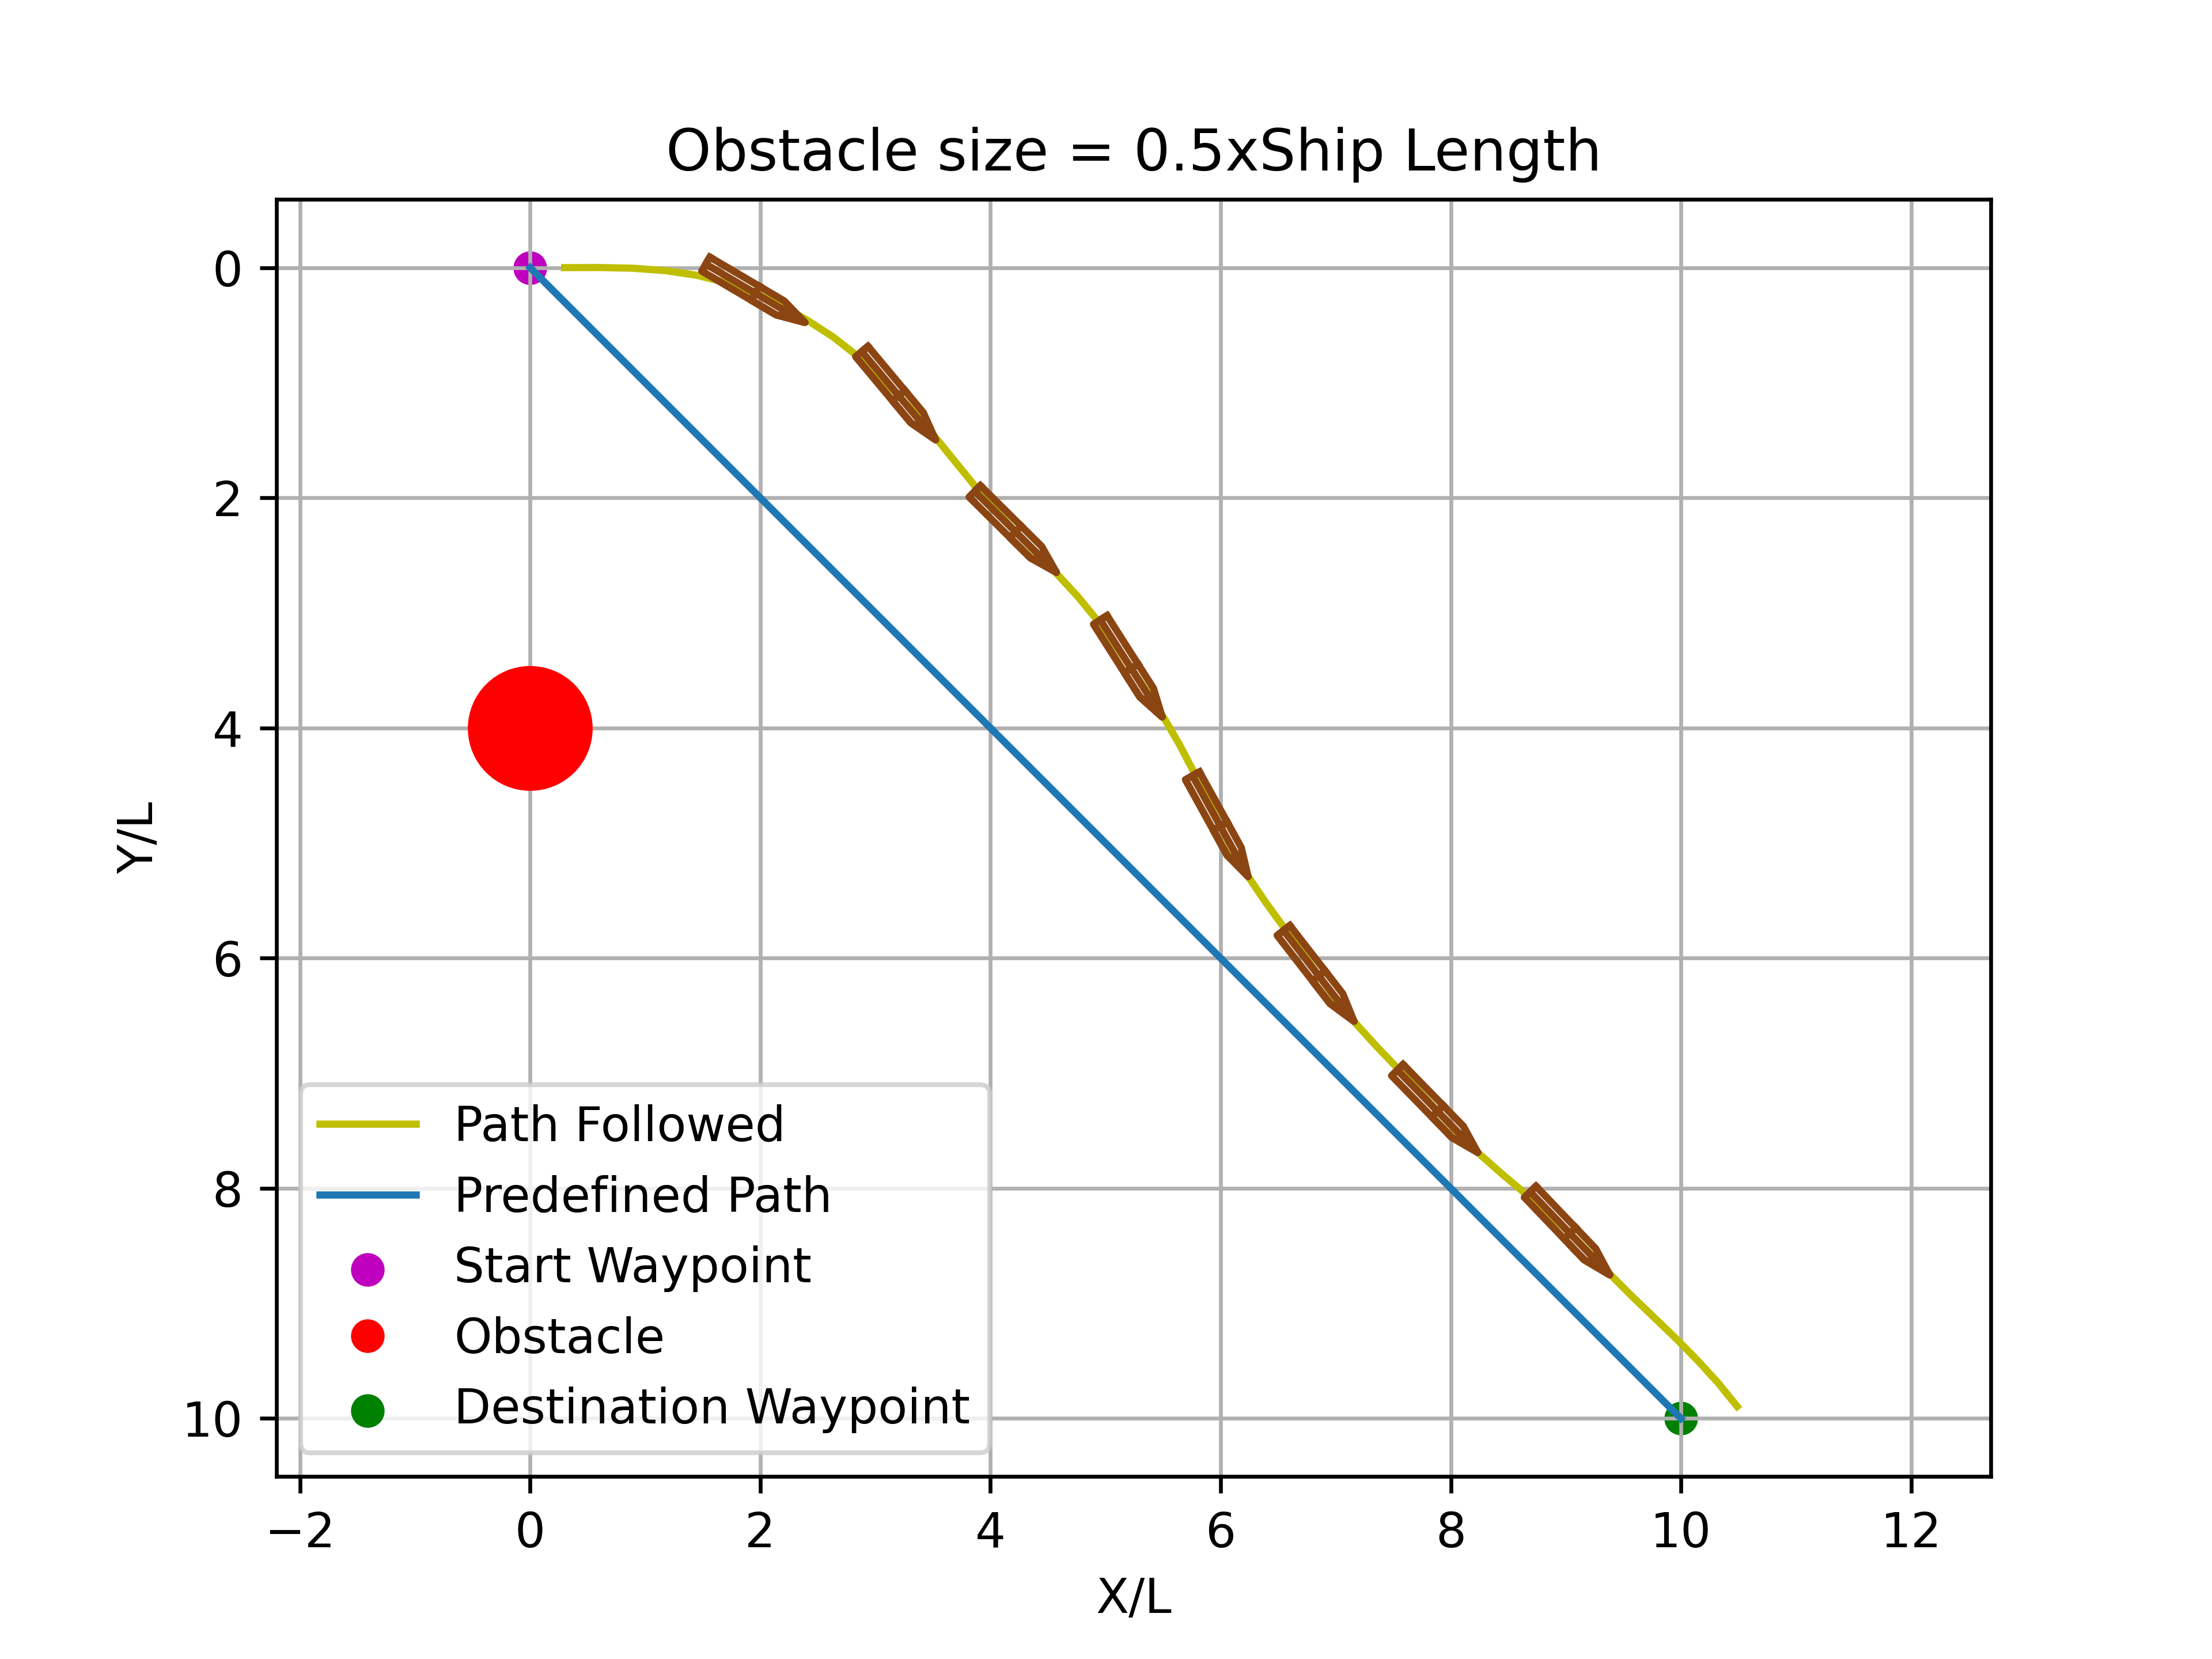 Obstacle size = 0.5xShip Length
0
2
4
6
8
10
Y/L
Path Followed
Predefined Path
Start Waypoint
Obstacle
Destination Waypoint
−2 0 2 4 6 8 10 12
X/L